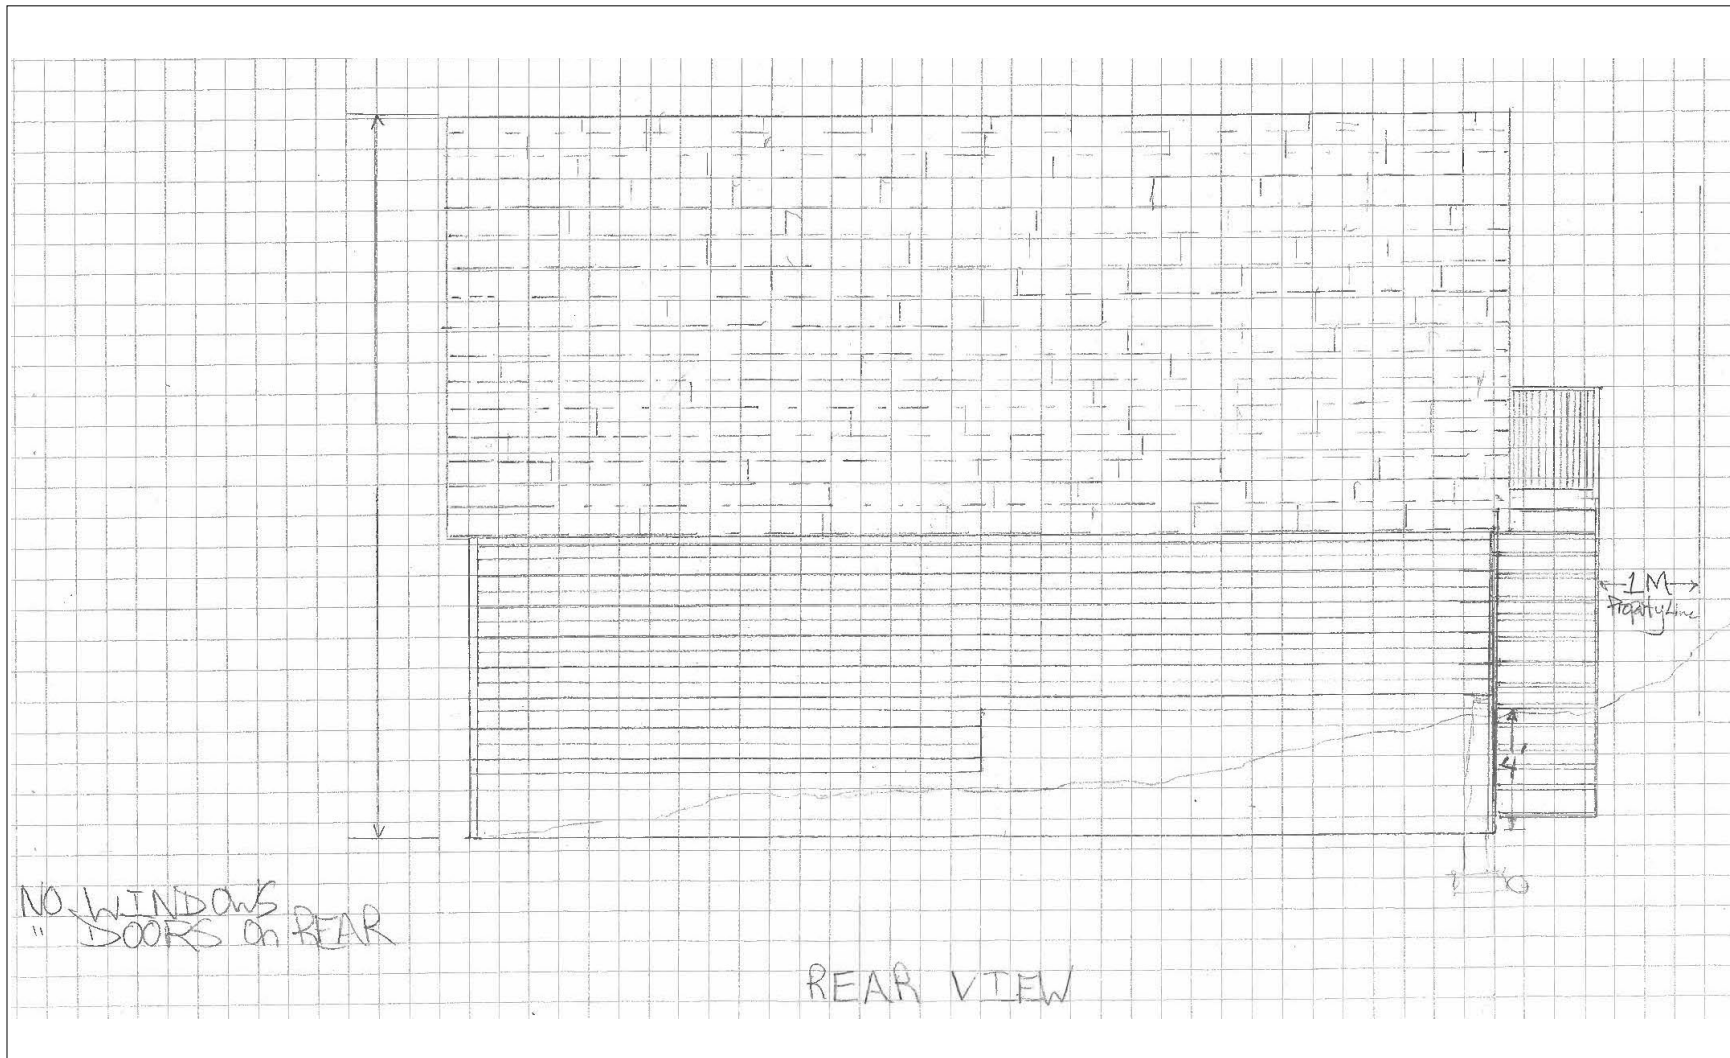 1M
Property Line
4'
NO WINDOWS
" DOORS On REAR
REAR VIEW